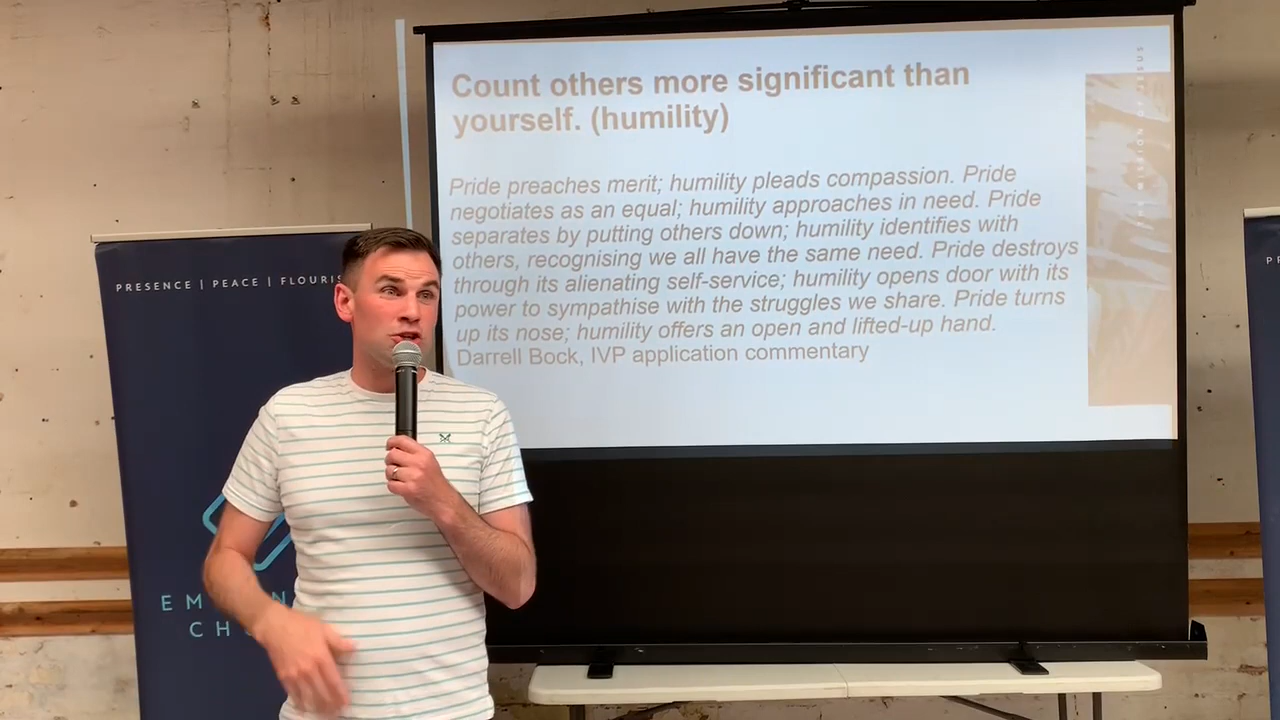 Count others more significant than
yourself. (humility)
Pride preaches merit; humility pleads compassion. Pride
negotiates as an equal; humility approaches in need. Pride
separates by putting others down; humility identifies with
others, recognising we all have the same need. Pride destroys
through its alienating self-service; humility opens door with its
power to sympathise with the struggles we share. Pride turns
up its nose; humility offers an open and lifted-up hand.
Darrell Bock, IVP application commentary
PRESENCE | PEACE |